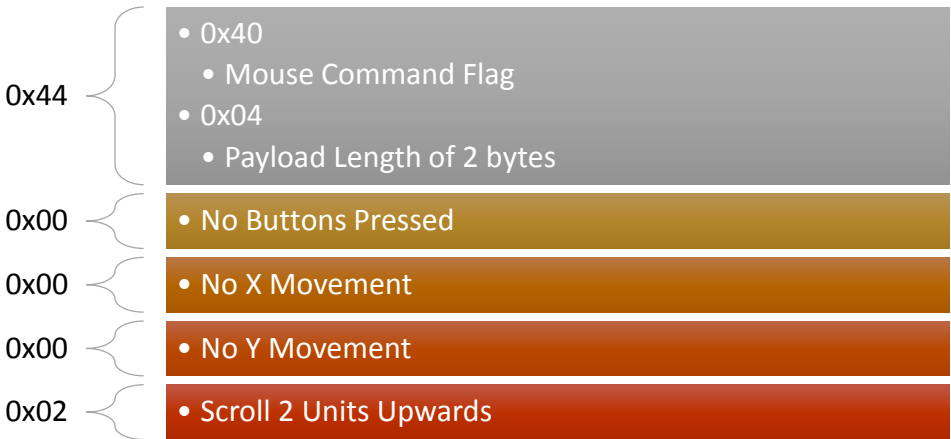 0x44
• 0x40
• Mouse Command Flag
• 0x04
• Payload Length of 2 bytes
0x00
• No Buttons Pressed
0x00
• No X Movement
0x00
• No Y Movement
0x02
• Scroll 2 Units Upwards